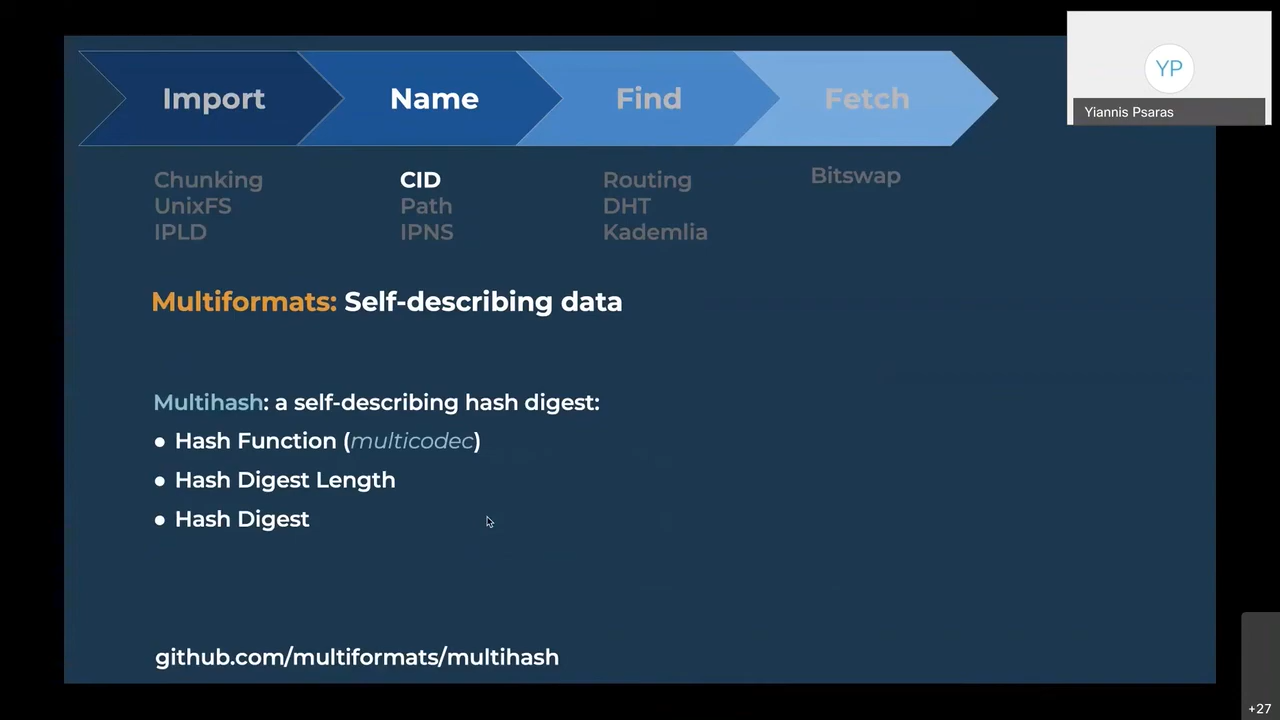 Import
Name
Find
Fetch
YP
Yiannis Psaras
Chunking
UnixFS
IPLD
CID
Path
IPNS
Routing
DHT
Kademlia
Bitswap
Multiformats: Self-describing data
Multihash: a self-describing hash digest:
● Hash Function (multicodec)
● Hash Digest Length
● Hash Digest
github.com/multiformats/multihash
+27